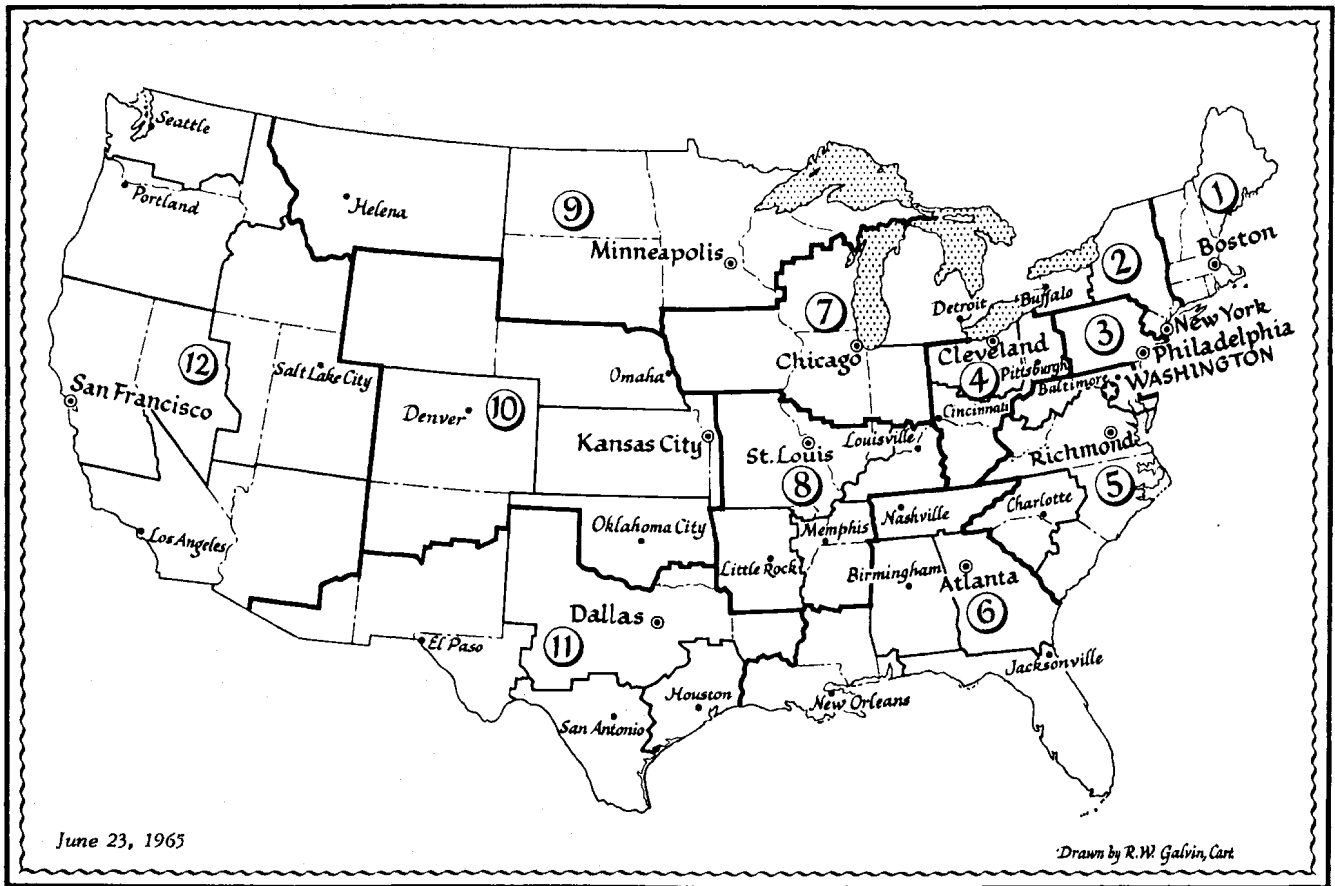 Seattle
Portland
Helena
9
Minneapolis
1
Boston
2
Buffalo
Detroit
7
Chicago
New York
3
Philadelphia
Cleveland
4
Pittsburgh
WASHINGTON
Baltimore
12
Salt Lake City
San Francisco
Omaha
Denver
10
Cincinnati
Kansas City
St. Louis
Louisville
Richmond
8
5
Oklahoma City
Memphis
Nashville
Charlotte
Los Angeles
Little Rock
Birmingham
Atlanta
6
Dallas
11
El Paso
Jacksonville
Houston
New Orleans
San Antonio
June 23, 1965
Drawn by R.W. Galvin, Cart.